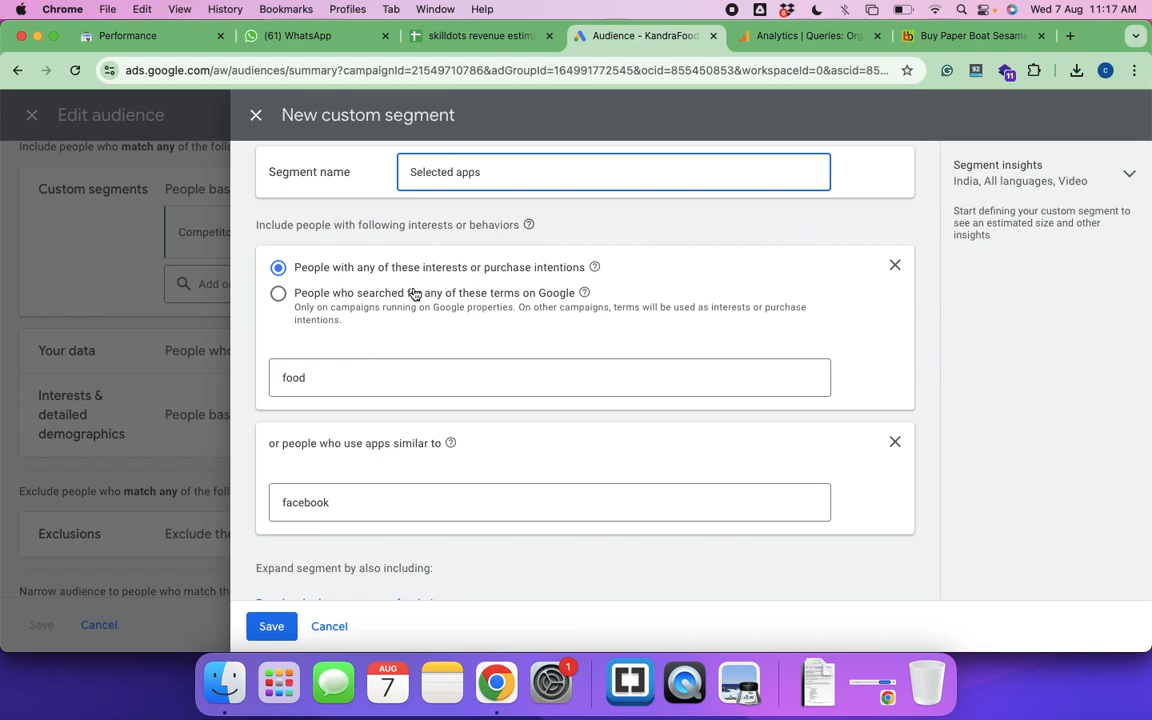 Chrome File Edit View History Bookmarks Profiles Tab Window Help Wed 7 Aug 11:17 AM
Performance (61) WhatsApp skilldots revenue estim Audience - KandraFood Analytics | Queries: Org Buy Paper Boat Sesame
ads.google.com/aw/audiences/summary?campaignId=21549710786&adGroupId=164991772545&ocid=855450853&workspaceId=0&ascid=85...
92
11
C
Edit audience
New custom segment
Include people who match any of the follo
Custom segments People bas
Competito
Add or
Your data People who
Interests &
detailed
demographics
People bas
Exclude people who match any of the foll
Exclusions Exclude the
Narrow audience to people who match th
Save Cancel
Segment name Selected apps
Include people with following interests or behaviors
People with any of these interests or purchase intentions
People who searched for any of these terms on Google
Only on campaigns running on Google properties. On other campaigns, terms will be used as interests or purchase
intentions.
food
or people who use apps similar to
facebook
Expand segment by also including:
Save Cancel
Segment insights
India, All languages, Video
Start defining your custom segment to
see an estimated size and other
insights
AUG
7
1